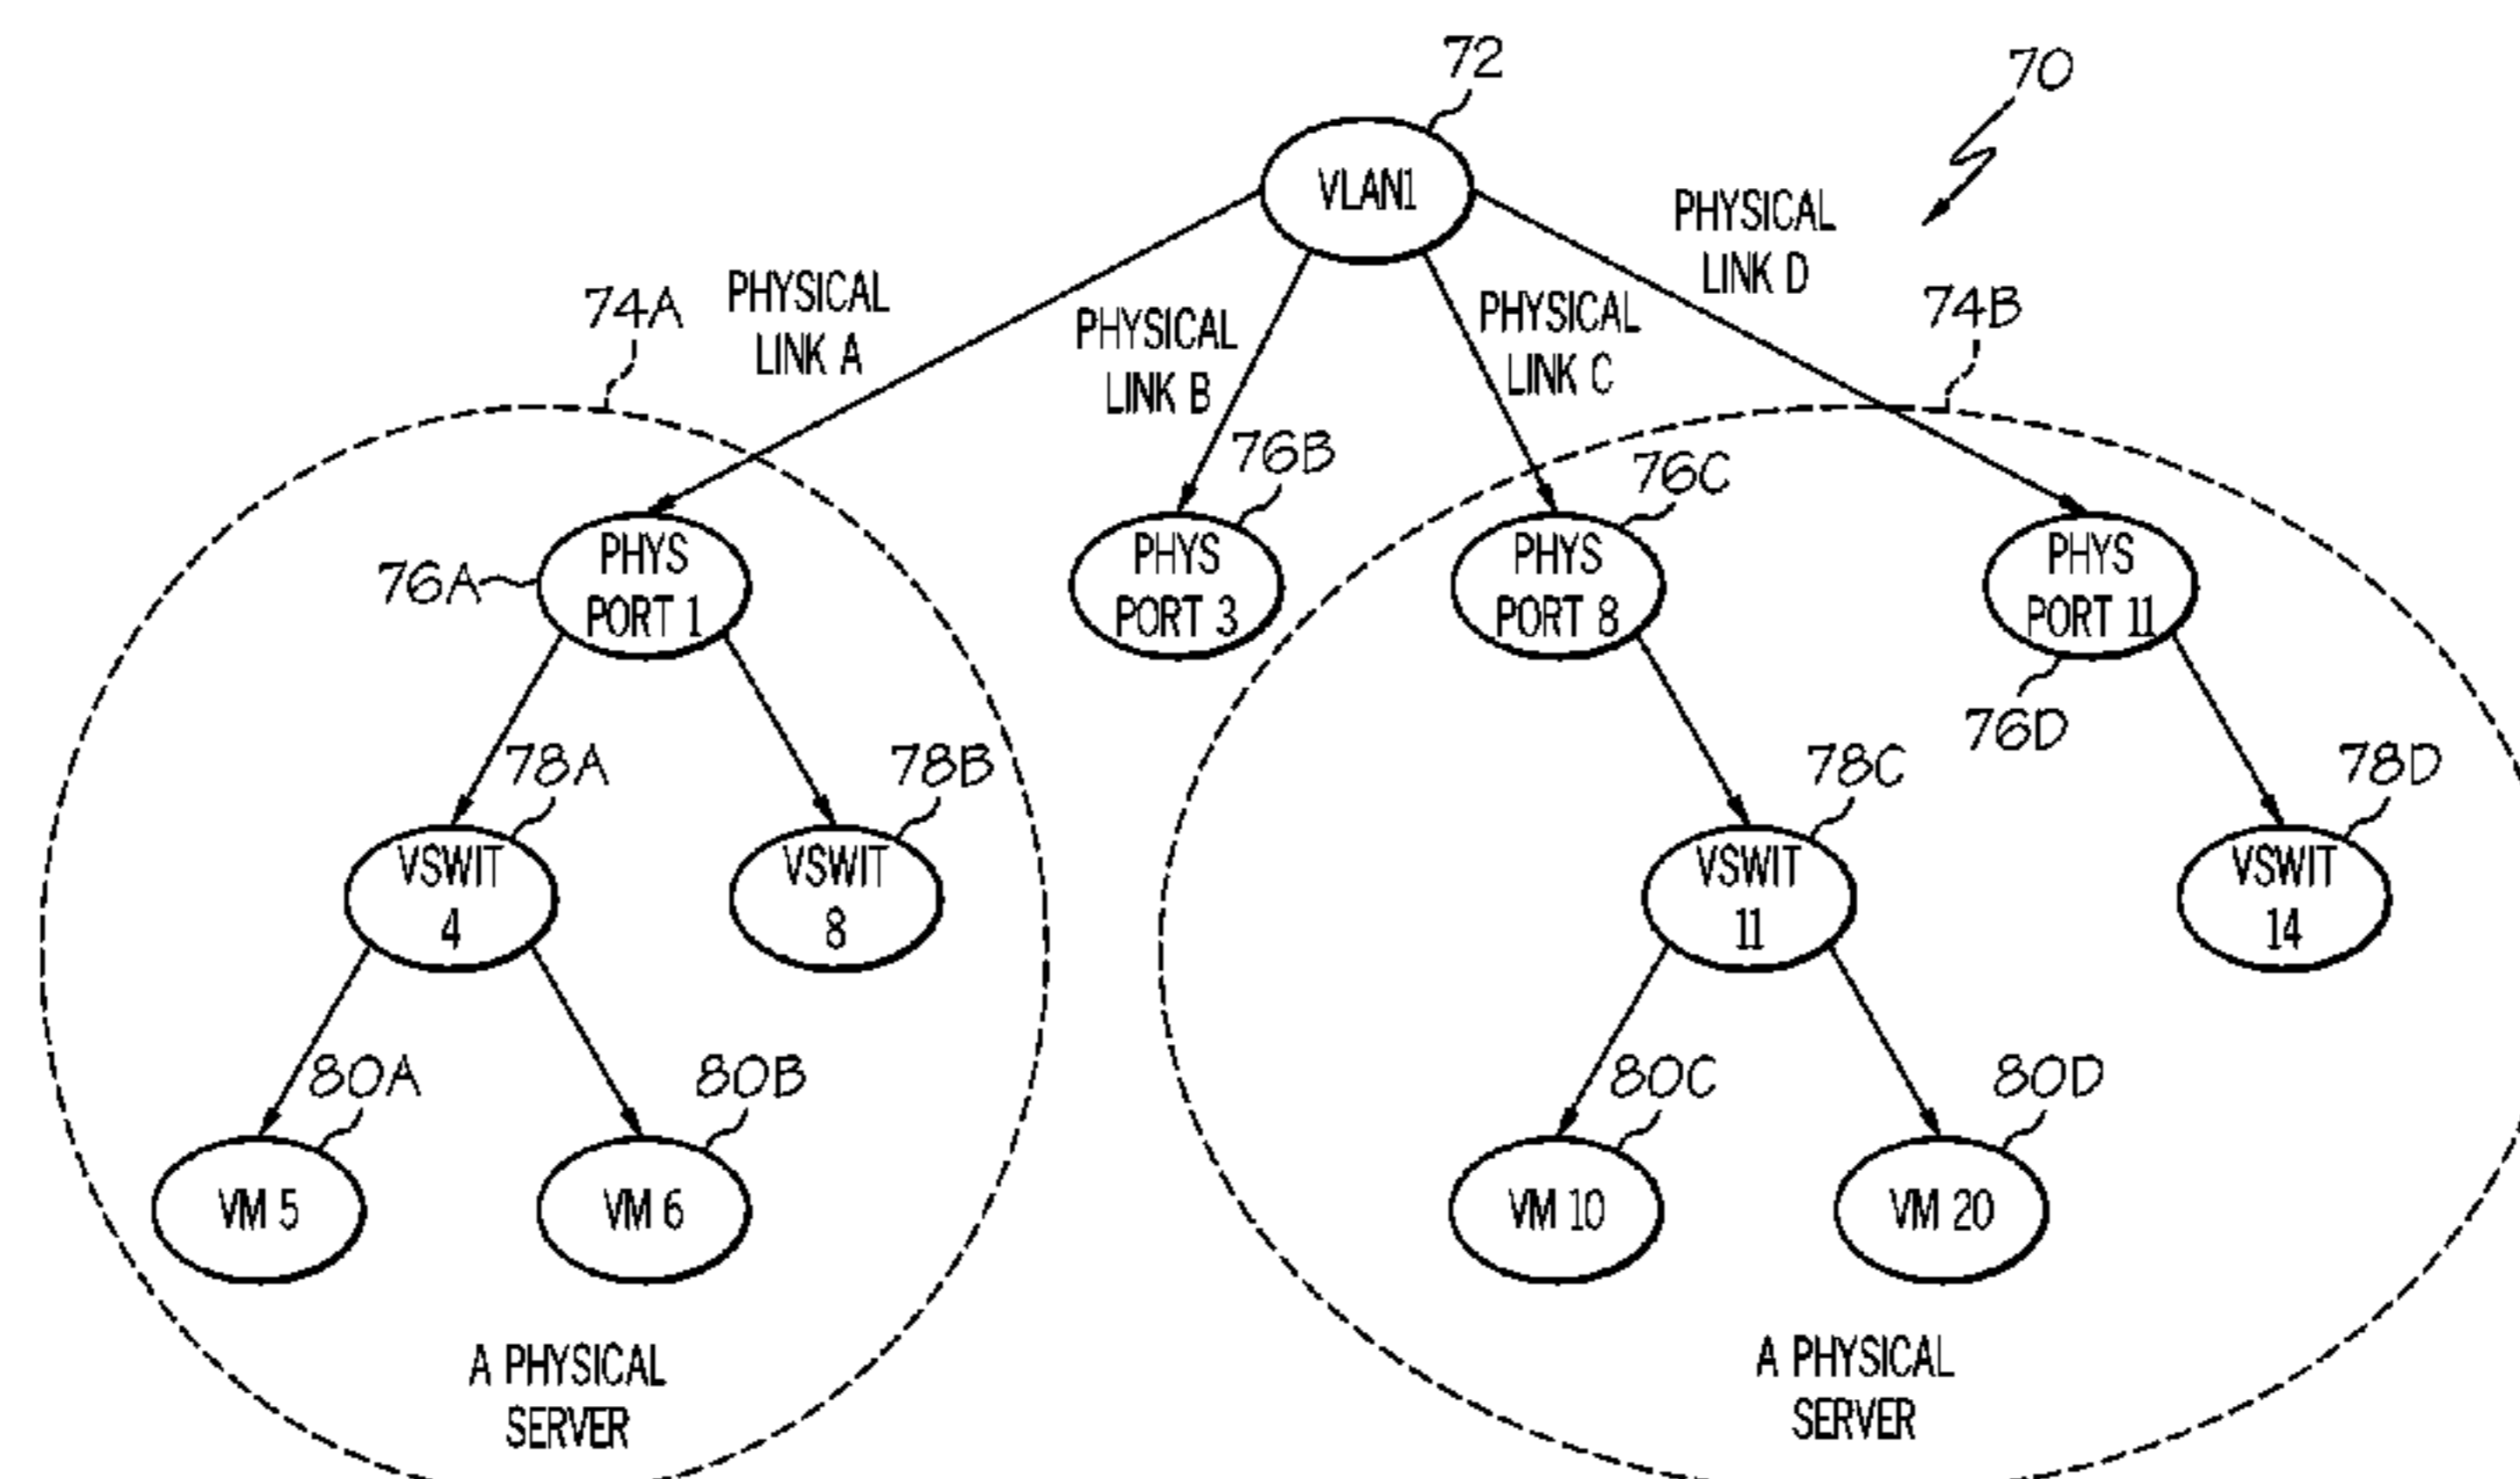 72
70
VLAN1
PHYSICAL
LINK D
PHYSICAL
LINK A
74A
PHYSICAL
LINK B
PHYSICAL
LINK C
74B
76B
76C
76A
PHYS
PORT 1
PHYS
PORT 3
PHYS
PORT 8
PHYS
PORT 11
76D
78A
78B
78C
78D
VSWIT
4
VSWIT
8
VSWIT
11
VSWIT
14
80A
80B
80C
80D
VM 5
VM 6
VM 10
VM 20
A PHYSICAL
SERVER
A PHYSICAL
SERVER